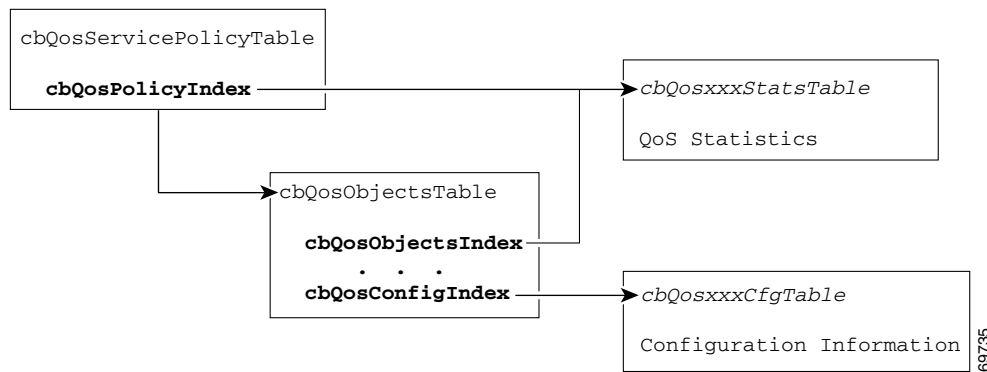 cbQosServicePolicyTable
cbQosPolicyIndex
cbQosxxxStatsTable
QoS Statistics
cbQosObjectsTable
cbQosObjectsIndex
. . .
cbQosConfigIndex
cbQosxxxCfgTable
Configuration Information
69735